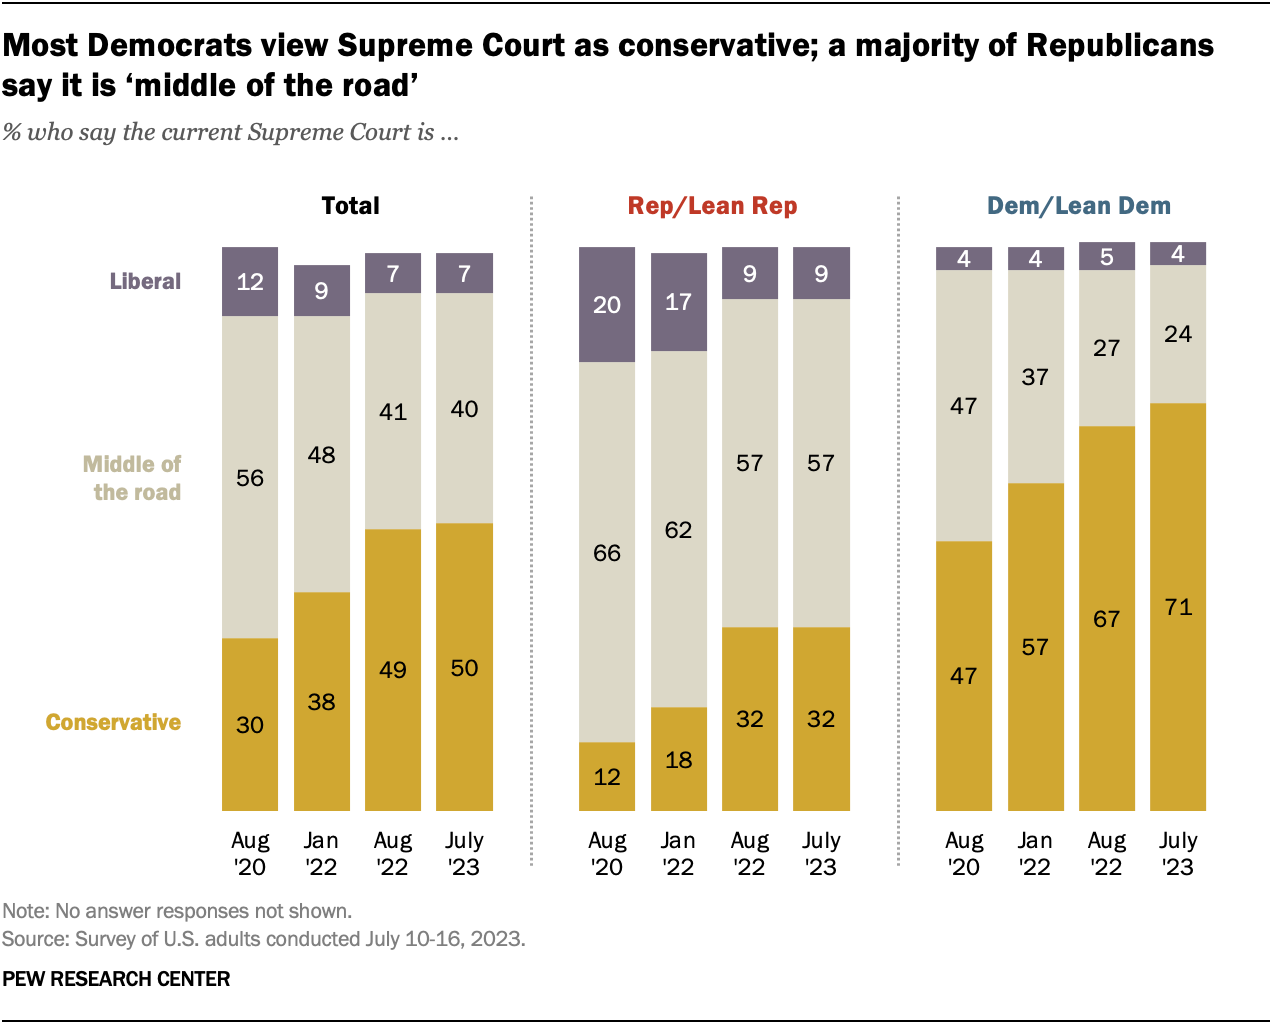 Most Democrats view Supreme Court as conservative; a majority of Republicans
say it is ‘middle of the road’
% who say the current Supreme Court is ...
Total
Rep/Lean Rep
Dem/Lean Dem
Liberal
12
9
7
7
20
17
9
9
4
4
5
4
Middle of
the road
56
48
41
40
66
62
57
57
47
37
27
24
Conservative
30
38
49
50
12
18
32
32
47
57
67
71
Aug
'20
Jan
'22
Aug
'22
July
'23
Aug
'20
Jan
'22
Aug
'22
July
'23
Aug
'20
Jan
'22
Aug
'22
July
'23
Note: No answer responses not shown.
Source: Survey of U.S. adults conducted July 10-16, 2023.
PEW RESEARCH CENTER